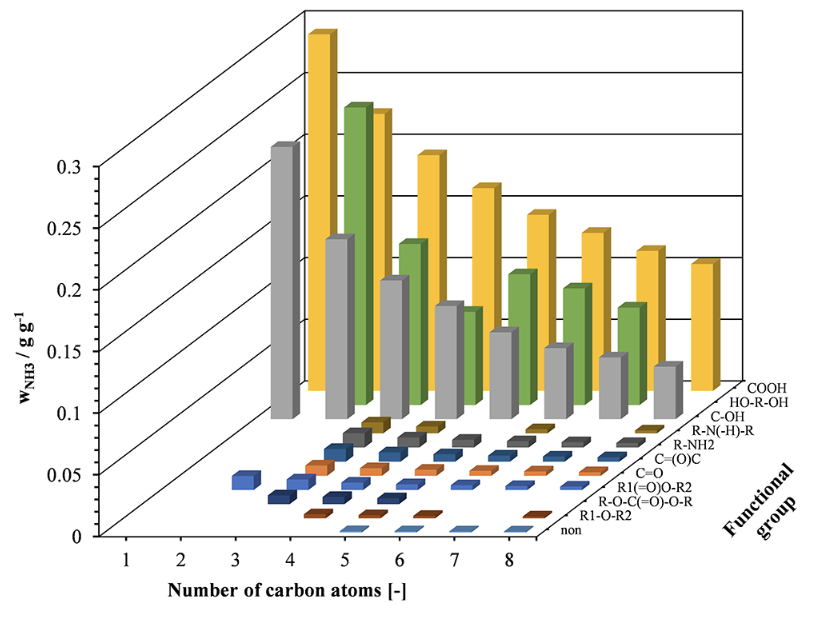 0.3
0.25
0.2
0.15
0.1
0.05
0
wNH3 / g g-1
1 2 3 4 5 6 7 8
Number of carbon atoms [-]
COOH
HO-R-OH
C-OH
R-N(-H)-R
R-NH2
C=(O)C
C=O
R1(=O)O-R2
R-O-C(=O)-O-R
R1-O-R2
non
Functional
group